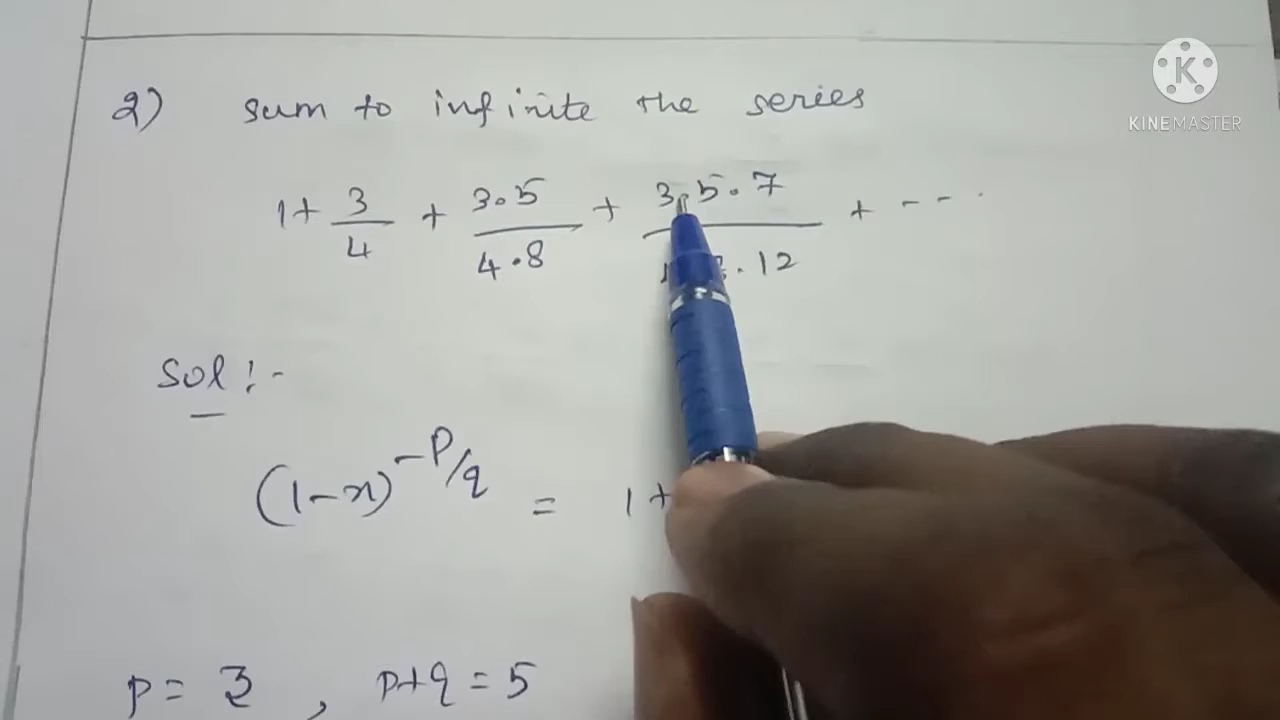 2) sum to infinite the series
1 + 3/4 + 3.5/4.8 + 3.5.7/ .12 + - - -
Sol :-
(1-x)^-P/q = 1 +
p = 3 , p+q = 5
KINEMASTER